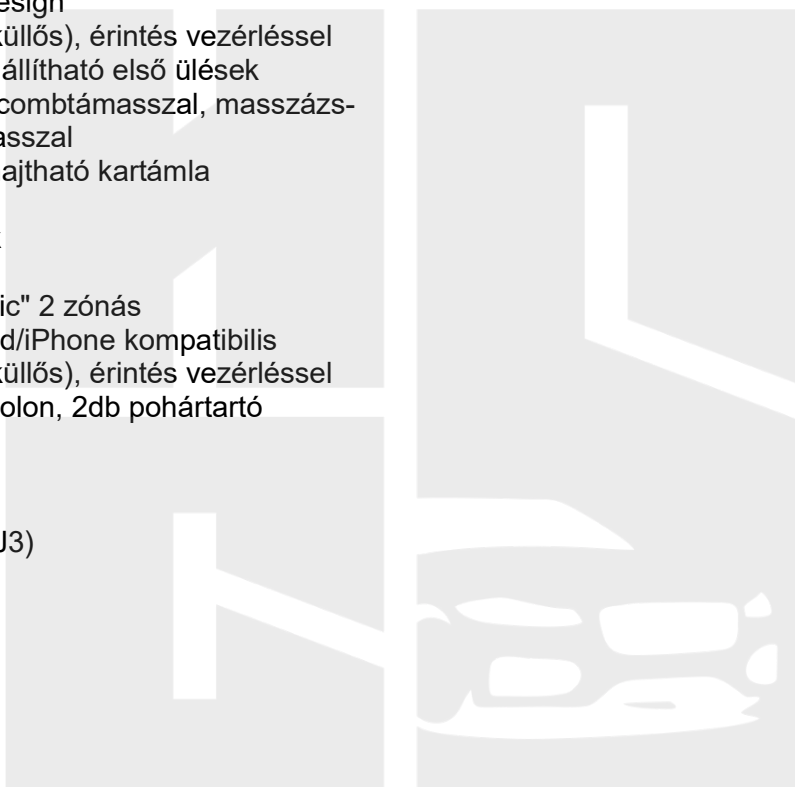 esign
küllős), érintés vezérléssel
állítható első ülések
combtámasszal, masszázs-
asszal
ajtható kartámla
ic" 2 zónás
d/iPhone kompatibilis
küllős), érintés vezérléssel
olon, 2db pohártartó
J3)